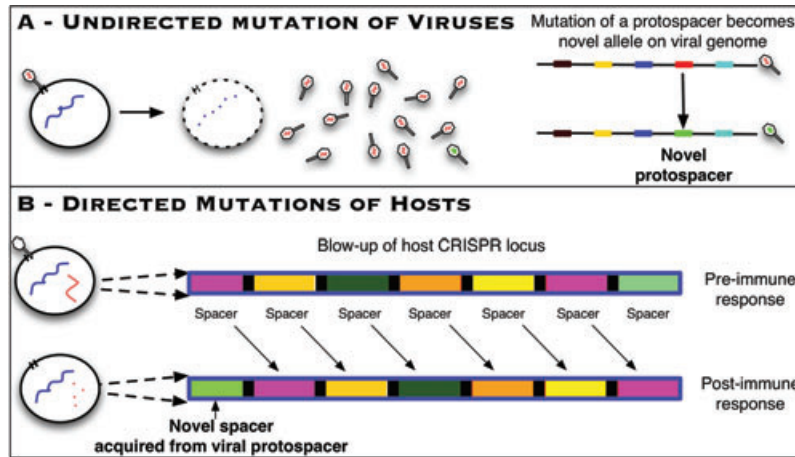 A - Undirected mutation of Viruses
Mutation of a protospacer becomes
novel allele on viral genome
Novel
protospacer
B - Directed Mutations of Hosts
Blow-up of host CRISPR locus
Pre-immune
response
Spacer Spacer Spacer Spacer Spacer Spacer Spacer
Post-immune
response
Novel spacer
acquired from viral protospacer